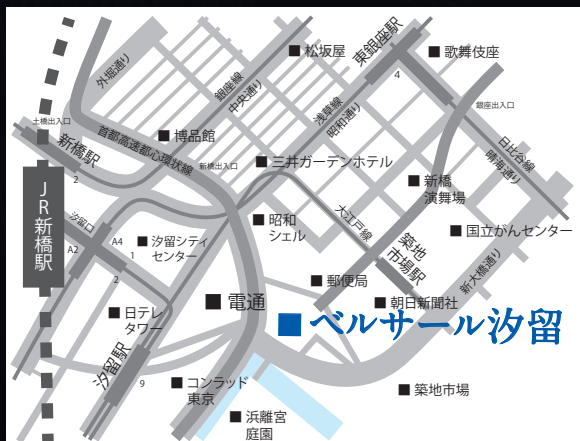 松坂屋
東銀座駅
歌舞伎座
外堀通り
銀座線
中央通り
浅草線
昭和通り
4
銀座出入口
土橋出入口
首都高速都心環状線
博品館
新橋駅
2
新橋出入口
三井ガーデンホテル
日比谷線
晴海通り
新橋
演舞場
JR新橋駅
汐留口
A2
A4
1
2
汐留シティ
センター
昭和
シェル
大江戸線
築地
市場駅
国立がんセンター
新大橋通り
郵便局
朝日新聞社
日テレ
タワー
電通
ベルサール汐留
汐留駅
9
コンラッド
東京
浜離宮
庭園
築地市場